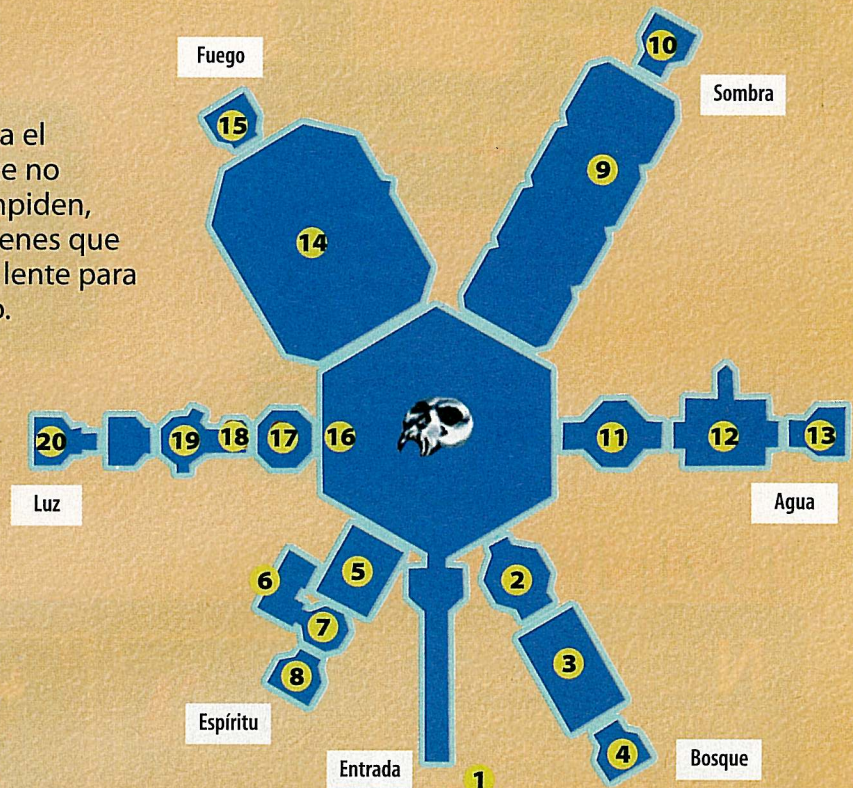 Fuego
10
Sombra
15
a el
e no
npiden,
enes que
lente para
o.
9
14
20
19
18
17
16
11
12
13
Luz
Agua
6
5
2
7
8
3
Espíritu
4
Entrada
1
Bosque